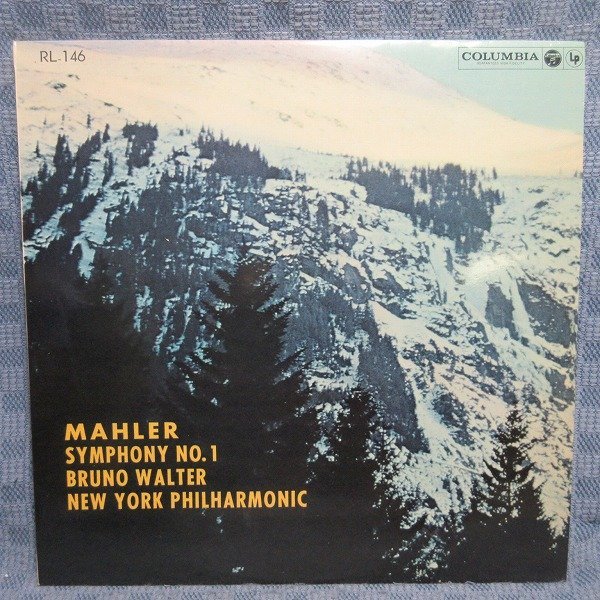 RL-146
COLUMBIA
LP
MAHLER
SYMPHONY NO.1
BRUNO WALTER
NEW YORK PHILHARMONIC